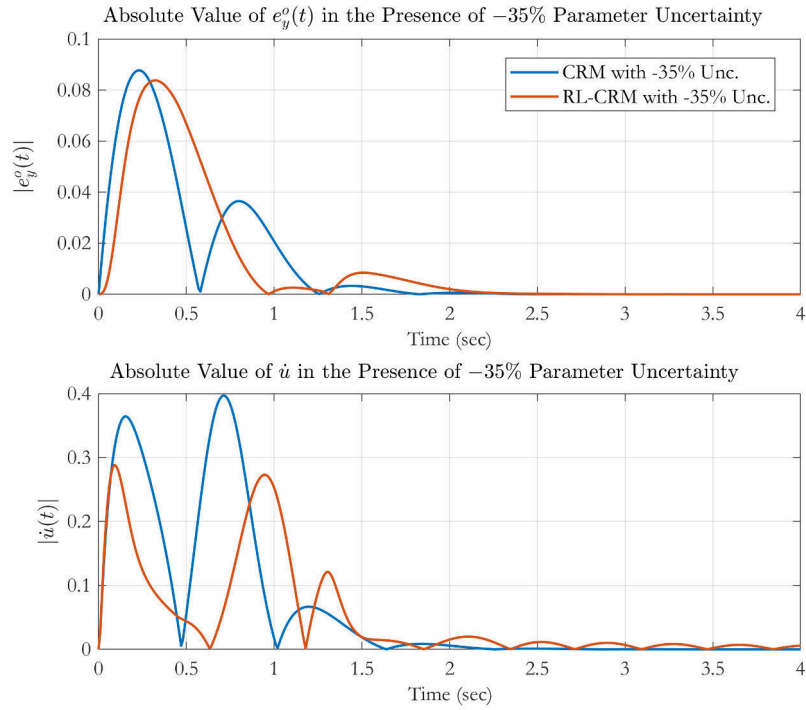 Absolute Value of $e_y^o(t)$ in the Presence of −35% Parameter Uncertainty
0.1
CRM with -35% Unc.
0.08
RL-CRM with -35% Unc.
0.06
$|e_y^o(t)|$
0.04
0.02
0
0 0.5 1 1.5 2 2.5 3 3.5 4
Time (sec)
Absolute Value of $\dot{u}$ in the Presence of −35% Parameter Uncertainty
0.4
0.3
$|\dot{u}(t)|$
0.2
0.1
0
0 0.5 1 1.5 2 2.5 3 3.5 4
Time (sec)